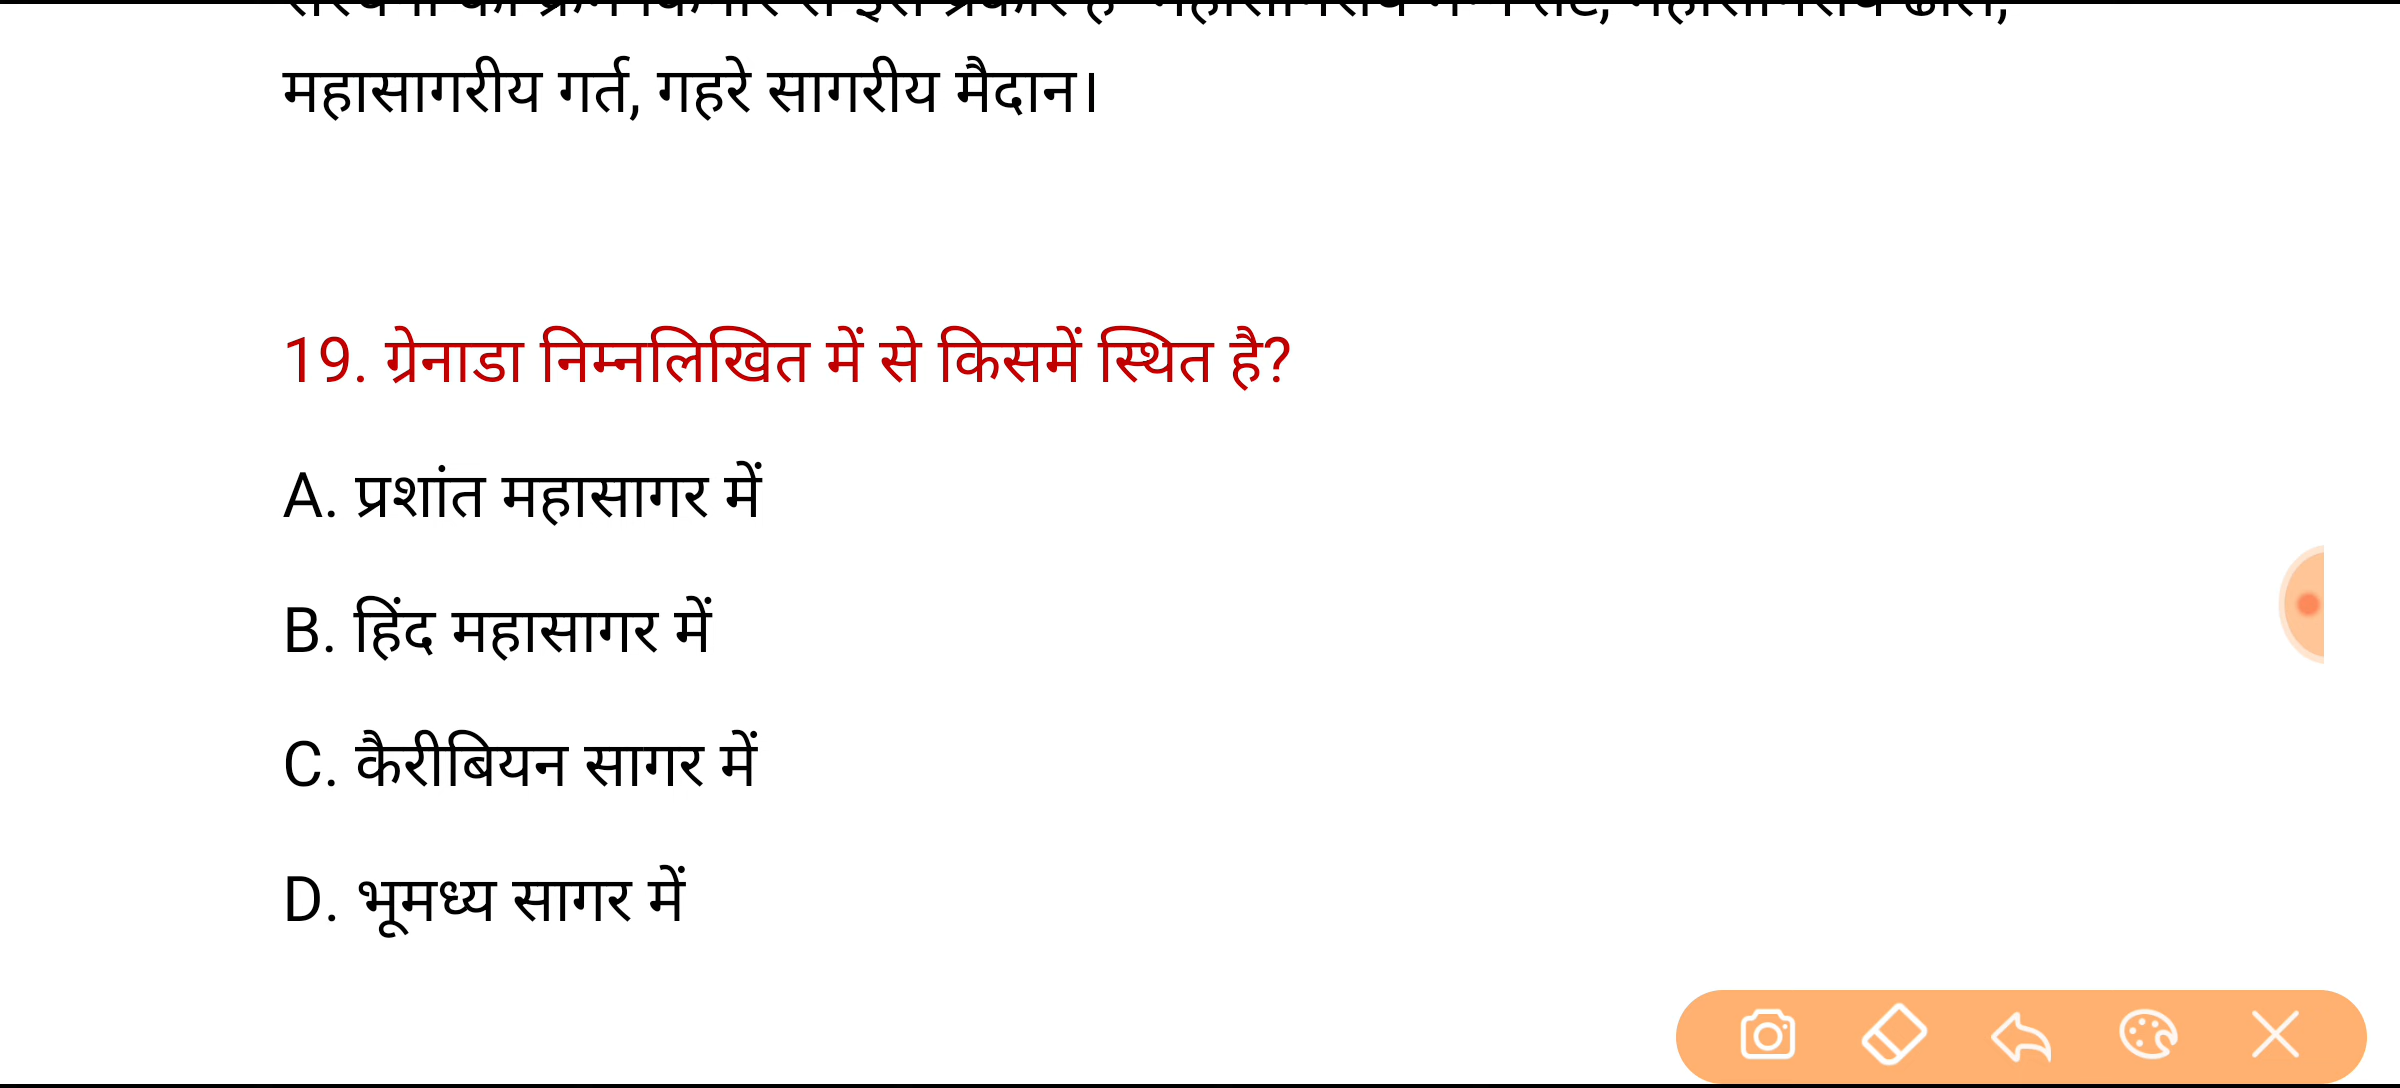 महासागरीय गर्त, गहरे सागरीय मैदान।
19. ग्रेनाडा निम्नलिखित में से किसमें स्थित है?
A. प्रशांत महासागर में
B. हिंद महासागर में
C. कैरीबियन सागर में
D. भूमध्य सागर में